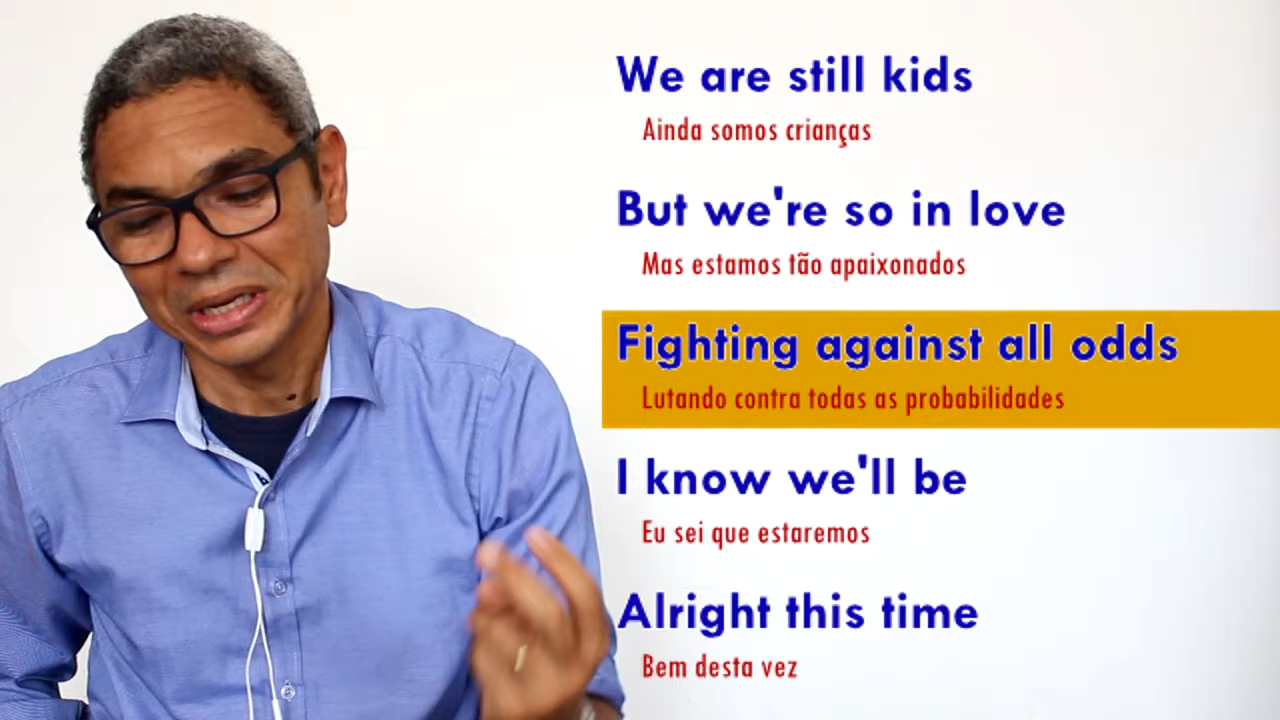 We are still kids
Ainda somos crianças
But we're so in love
Mas estamos tão apaixonados
Fighting against all odds
Lutando contra todas as probabilidades
I know we'll be
Eu sei que estaremos
Alright this time
Bem desta vez